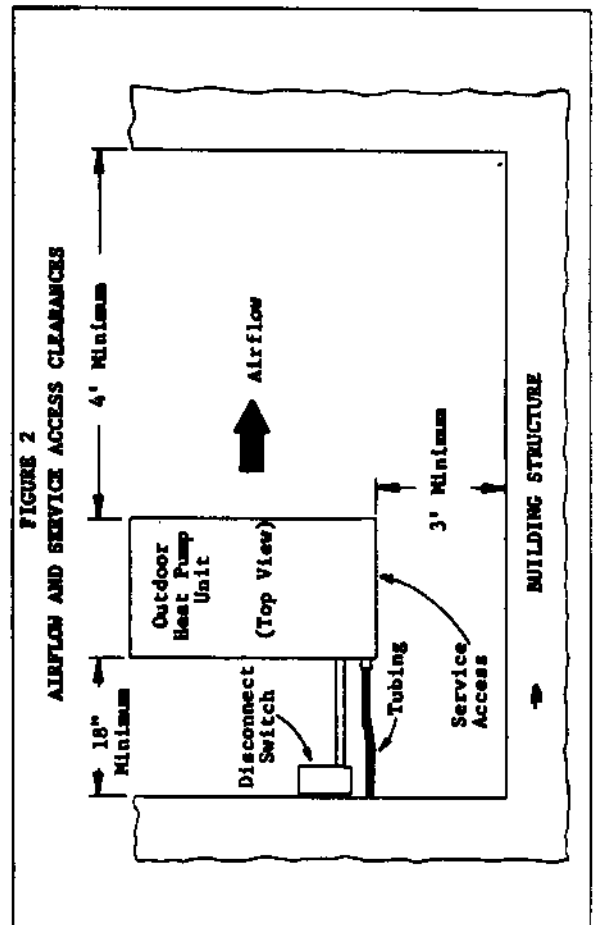 FIGURE 2
AIRFLOW AND SERVICE ACCESS CLEARANCES
18"
Minimum
4' Minimum
Outdoor
Heat Pump
Unit
(Top View)
Airflow
Disconnect
Switch
Tubing
Service
Access
3' Minimum
BUILDING STRUCTURE